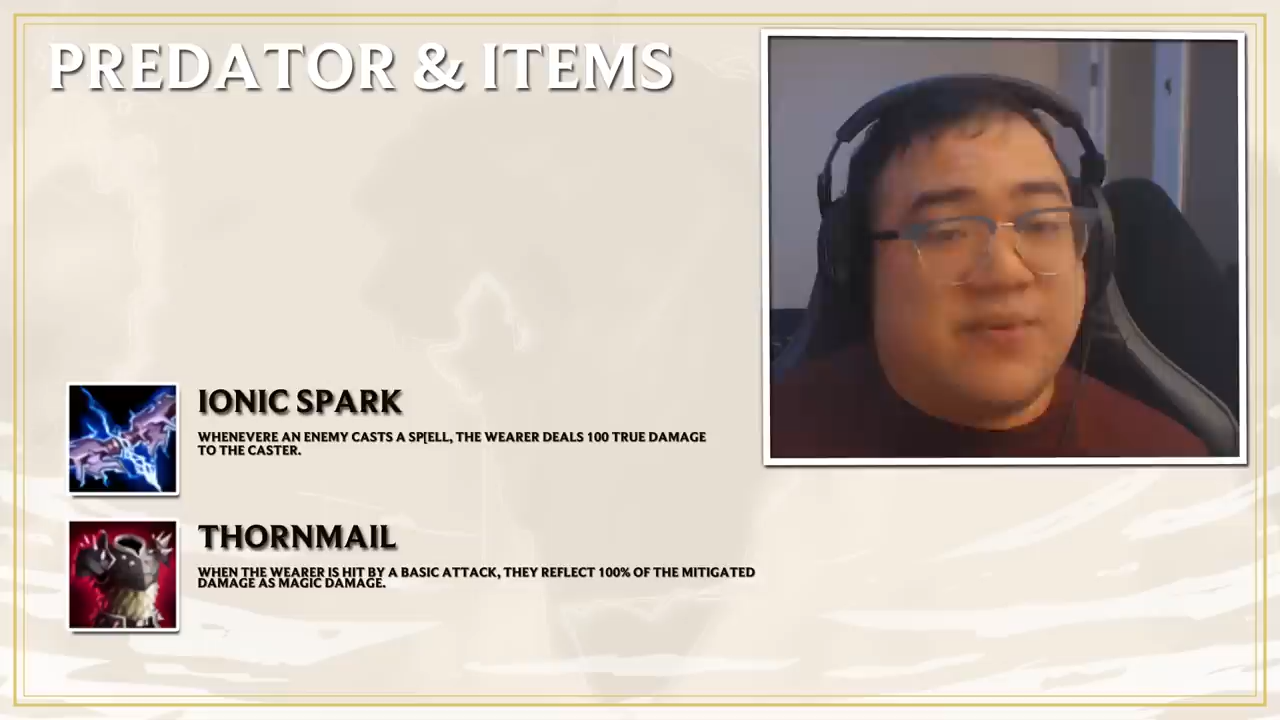 PREDATOR & ITEMS
IONIC SPARK
WHENEVERE AN ENEMY CASTS A SP[ELL, THE WEARER DEALS 100 TRUE DAMAGE
TO THE CASTER.
THORNMAIL
WHEN THE WEARER IS HIT BY A BASIC ATTACK, THEY REFLECT 100% OF THE MITIGATED
DAMAGE AS MAGIC DAMAGE.